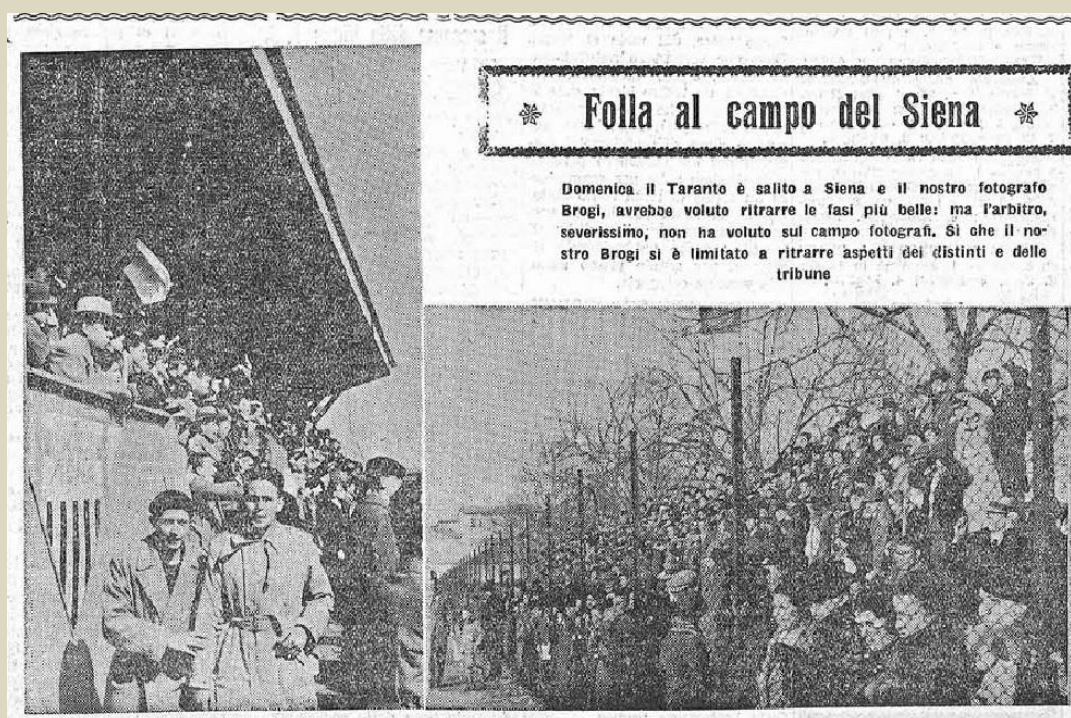 Folla al campo del Siena
Domenica il Taranto è salito a Siena e il nostro fotografo
Brogi, avrebbe voluto ritrarre le fasi più belle: ma l'arbitro,
severissimo, non ha voluto sul campo fotografi. Sì che il no-
stro Brogi si è limitato a ritrarre aspetti dei distinti e delle
tribune